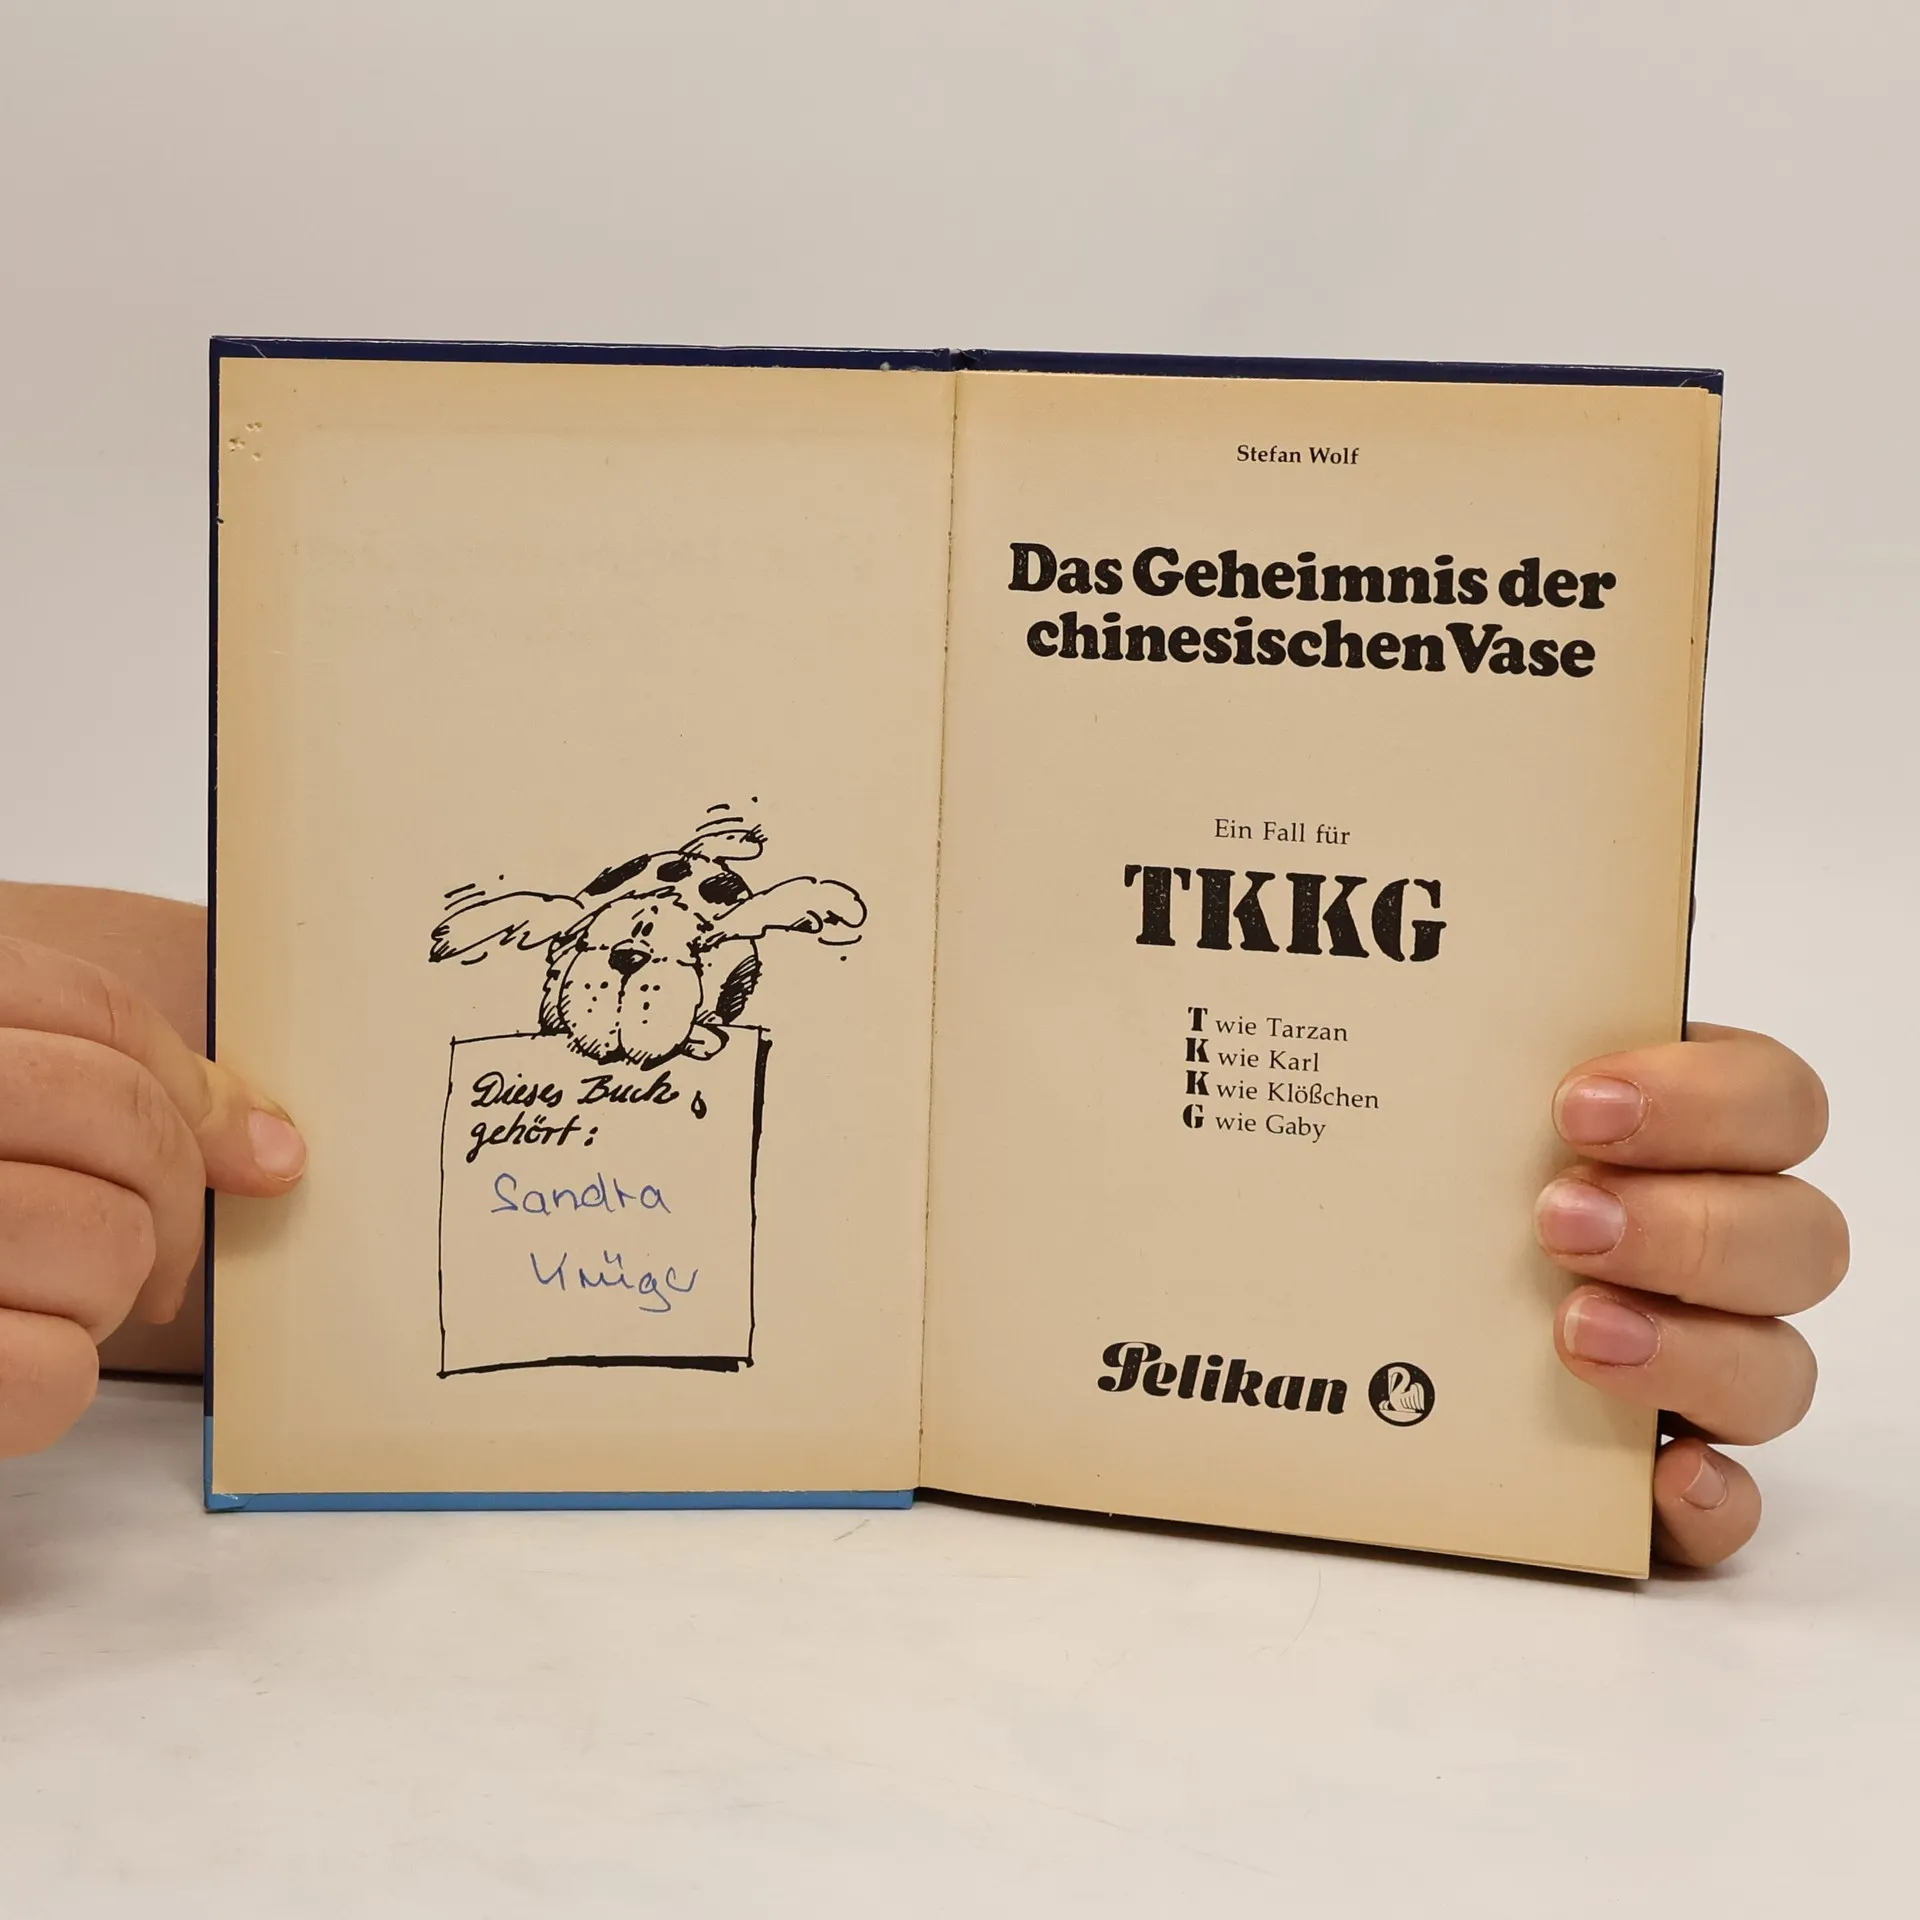 Dieses Buch
gehört:
Sandra
Krüger
Stefan Wolf
Das Geheimnis der
chinesischen Vase
Ein Fall für
TKKG
T wie Tarzan
K wie Karl
K wie Klößchen
G wie Gaby
Pelikan